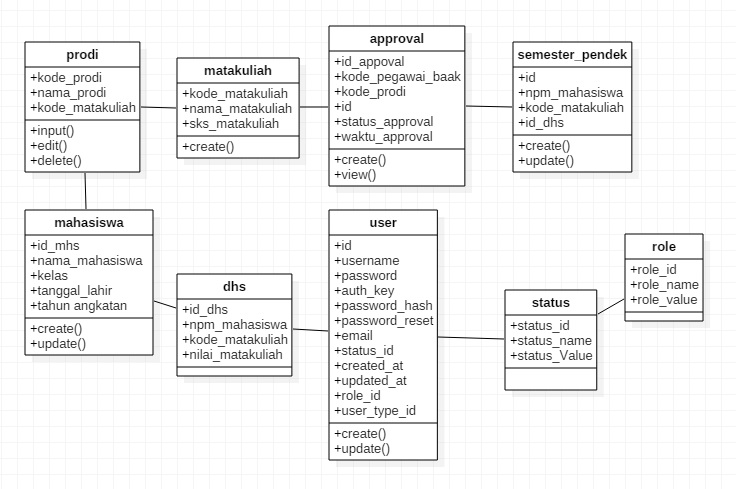 prodi
+kode_prodi
+nama_prodi
+kode_matakuliah
+input()
+edit()
+delete()
matakuliah
+kode_matakuliah
+nama_matakuliah
+sks_matakuliah
+create()
approval
+id_appoval
+kode_pegawai_baak
+kode_prodi
+id
+status_approval
+waktu_approval
+create()
+view()
semester_pendek
+id
+npm_mahasiswa
+kode_matakuliah
+id_dhs
+create()
+update()
mahasiswa
+id_mhs
+nama_mahasiswa
+kelas
+tanggal_lahir
+tahun angkatan
+create()
+update()
dhs
+id_dhs
+npm_mahasiswa
+kode_matakuliah
+nilai_matakuliah
user
+id
+username
+password
+auth_key
+password_hash
+password_reset
+email
+status_id
+created_at
+updated_at
+role_id
+user_type_id
+create()
+update()
status
+status_id
+status_name
+status_Value
role
+role_id
+role_name
+role_value